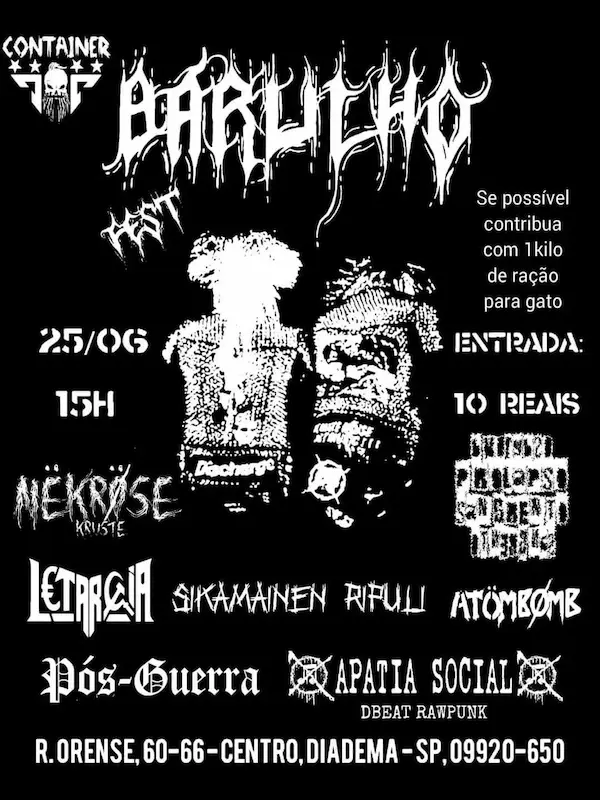 CONTAINER
BARULHO
FEST
Se possível
contribua
com 1kilo
de ração
para gato
25/06
ENTRADA:
15H
10 REAIS
Discharge
NËKRØSE
KRUSTE
PROLAPSO
LETARGIA
SIKAMAINEN RIPULI
ATÖMBØMB
Pós-Guerra
APATIA SOCIAL
DBEAT RAWPUNK
R. ORENSE, 60-66 - CENTRO, DIADEMA - SP, 09920-650